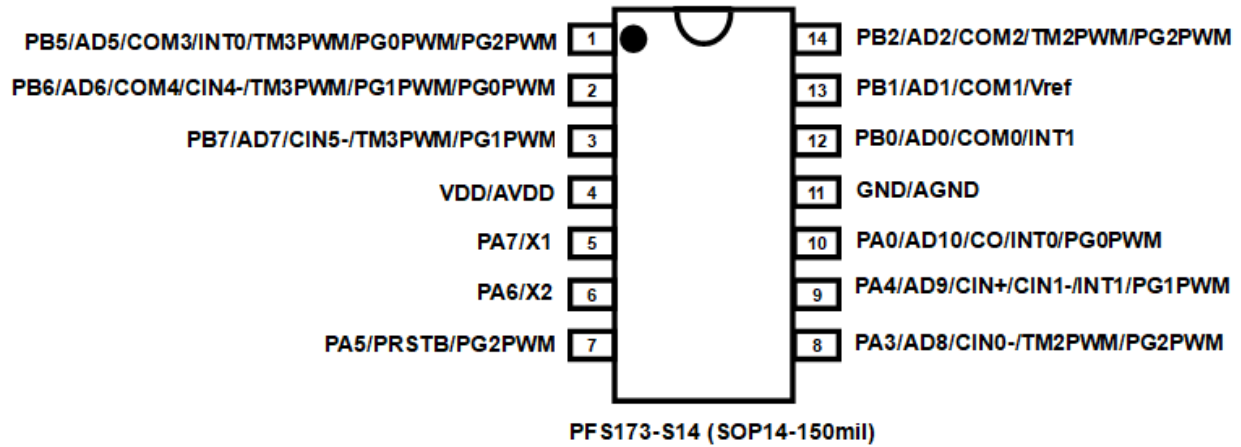 PB5/AD5/COM3/INT0/TM3PWM/PG0PWM/PG2PWM 1 14 PB2/AD2/COM2/TM2PWM/PG2PWM
PB6/AD6/COM4/CIN4-/TM3PWM/PG1PWM/PG0PWM 2 13 PB1/AD1/COM1/Vref
PB7/AD7/CIN5-/TM3PWM/PG1PWM 3 12 PB0/AD0/COM0/INT1
VDD/AVDD 4 11 GND/AGND
PA7/X1 5 10 PA0/AD10/CO/INT0/PG0PWM
PA6/X2 6 9 PA4/AD9/CIN+/CIN1-/INT1/PG1PWM
PA5/PRSTB/PG2PWM 7 8 PA3/AD8/CIN0-/TM2PWM/PG2PWM
PFS173-S14 (SOP14-150mil)